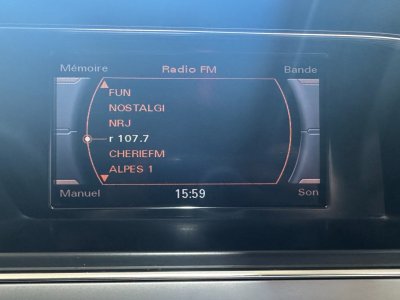 Mémoire Radio FM Bande
FUN
NOSTALGI
NRJ
r 107.7
CHERIEFM
ALPES 1
Manuel 15:59 Son